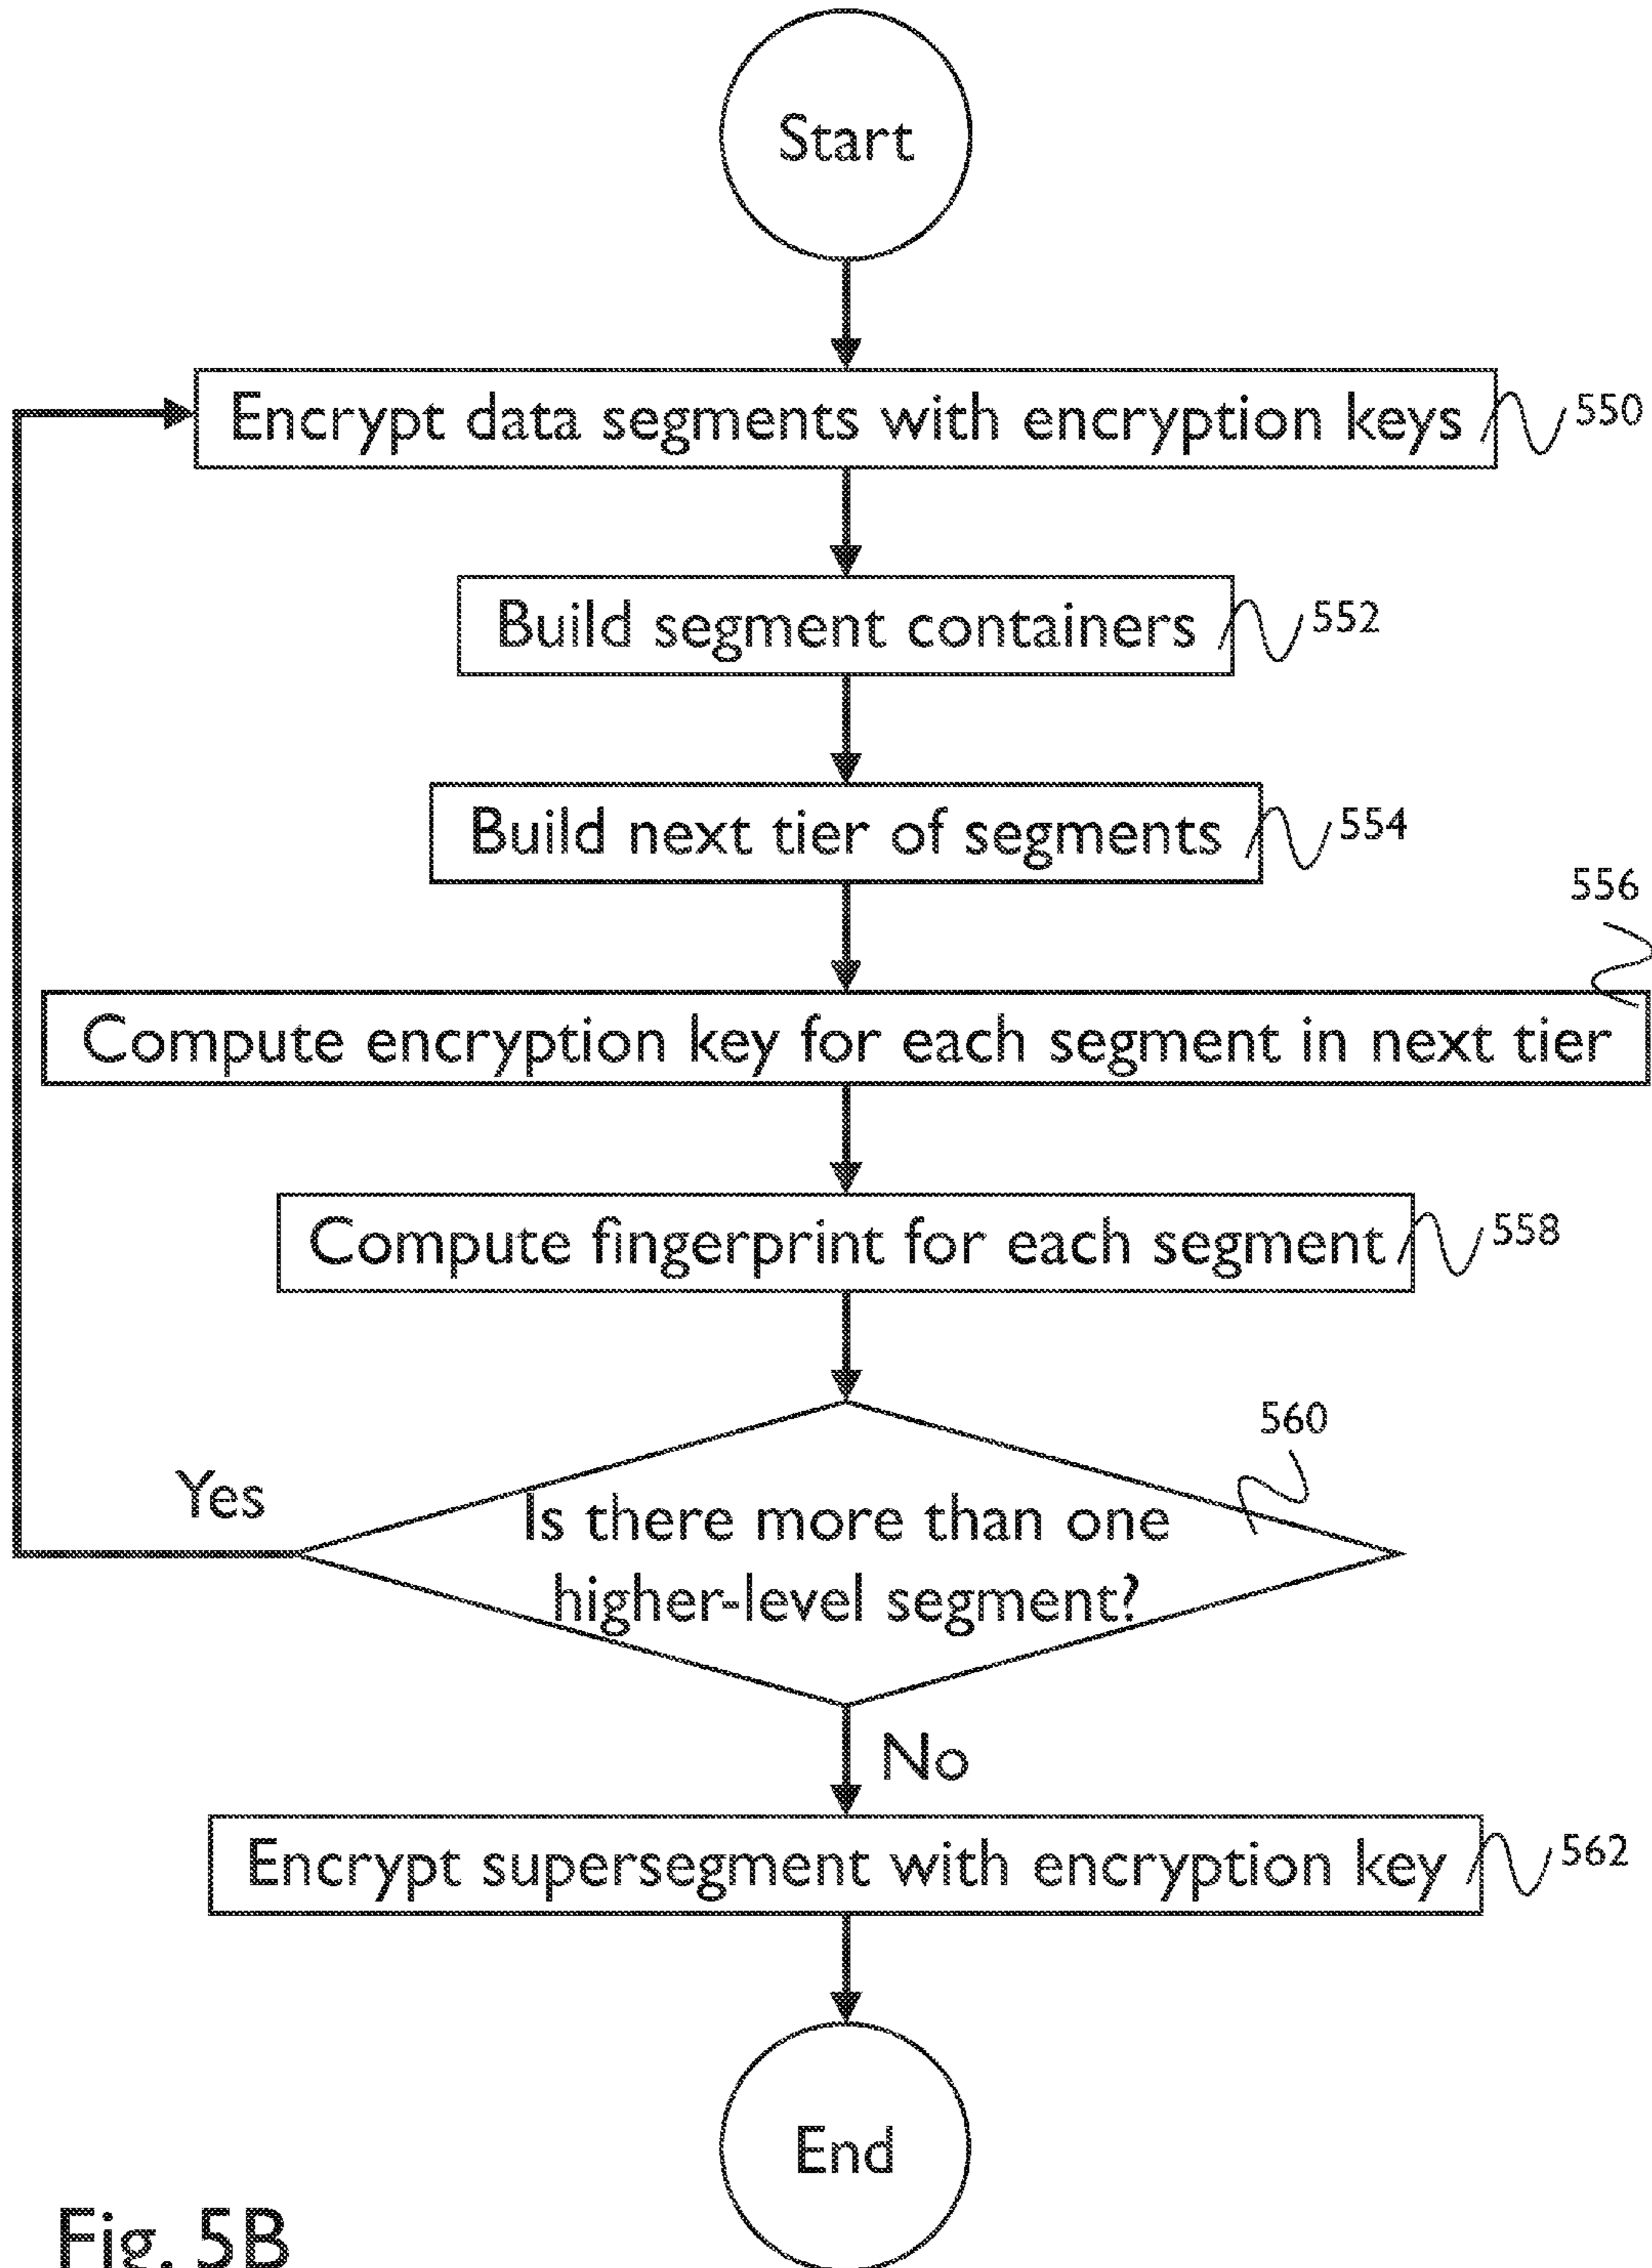 Start
Encrypt data segments with encryption keys
550
Build segment containers
552
Build next tier of segments
554
556
Compute encryption key for each segment in next tier
Compute fingerprint for each segment
558
560
Yes
Is there more than one
higher-level segment?
No
Encrypt supersegment with encryption key
562
End
Fig. 5B